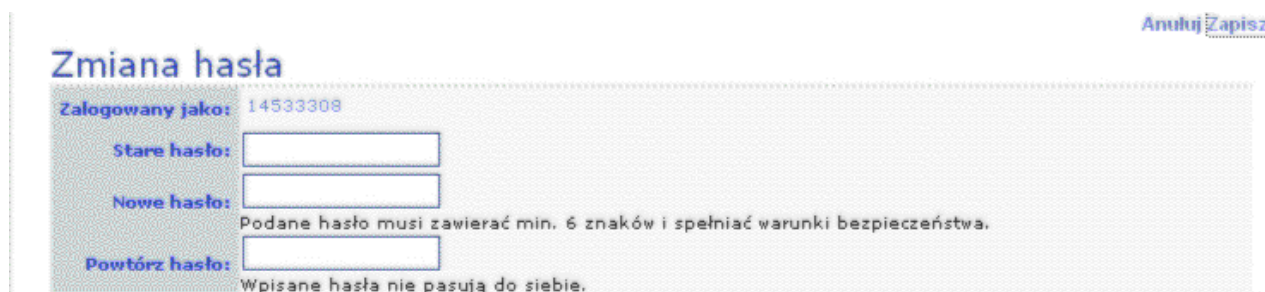 Anuluj Zapisz
Zmiana hasła
Zalogowany jako: 14533308
Stare hasło:
Nowe hasło:
Podane hasło musi zawierać min. 6 znaków i spełniać warunki bezpieczeństwa.
Powtórz hasło:
Wpisane hasła nie pasują do siebie.